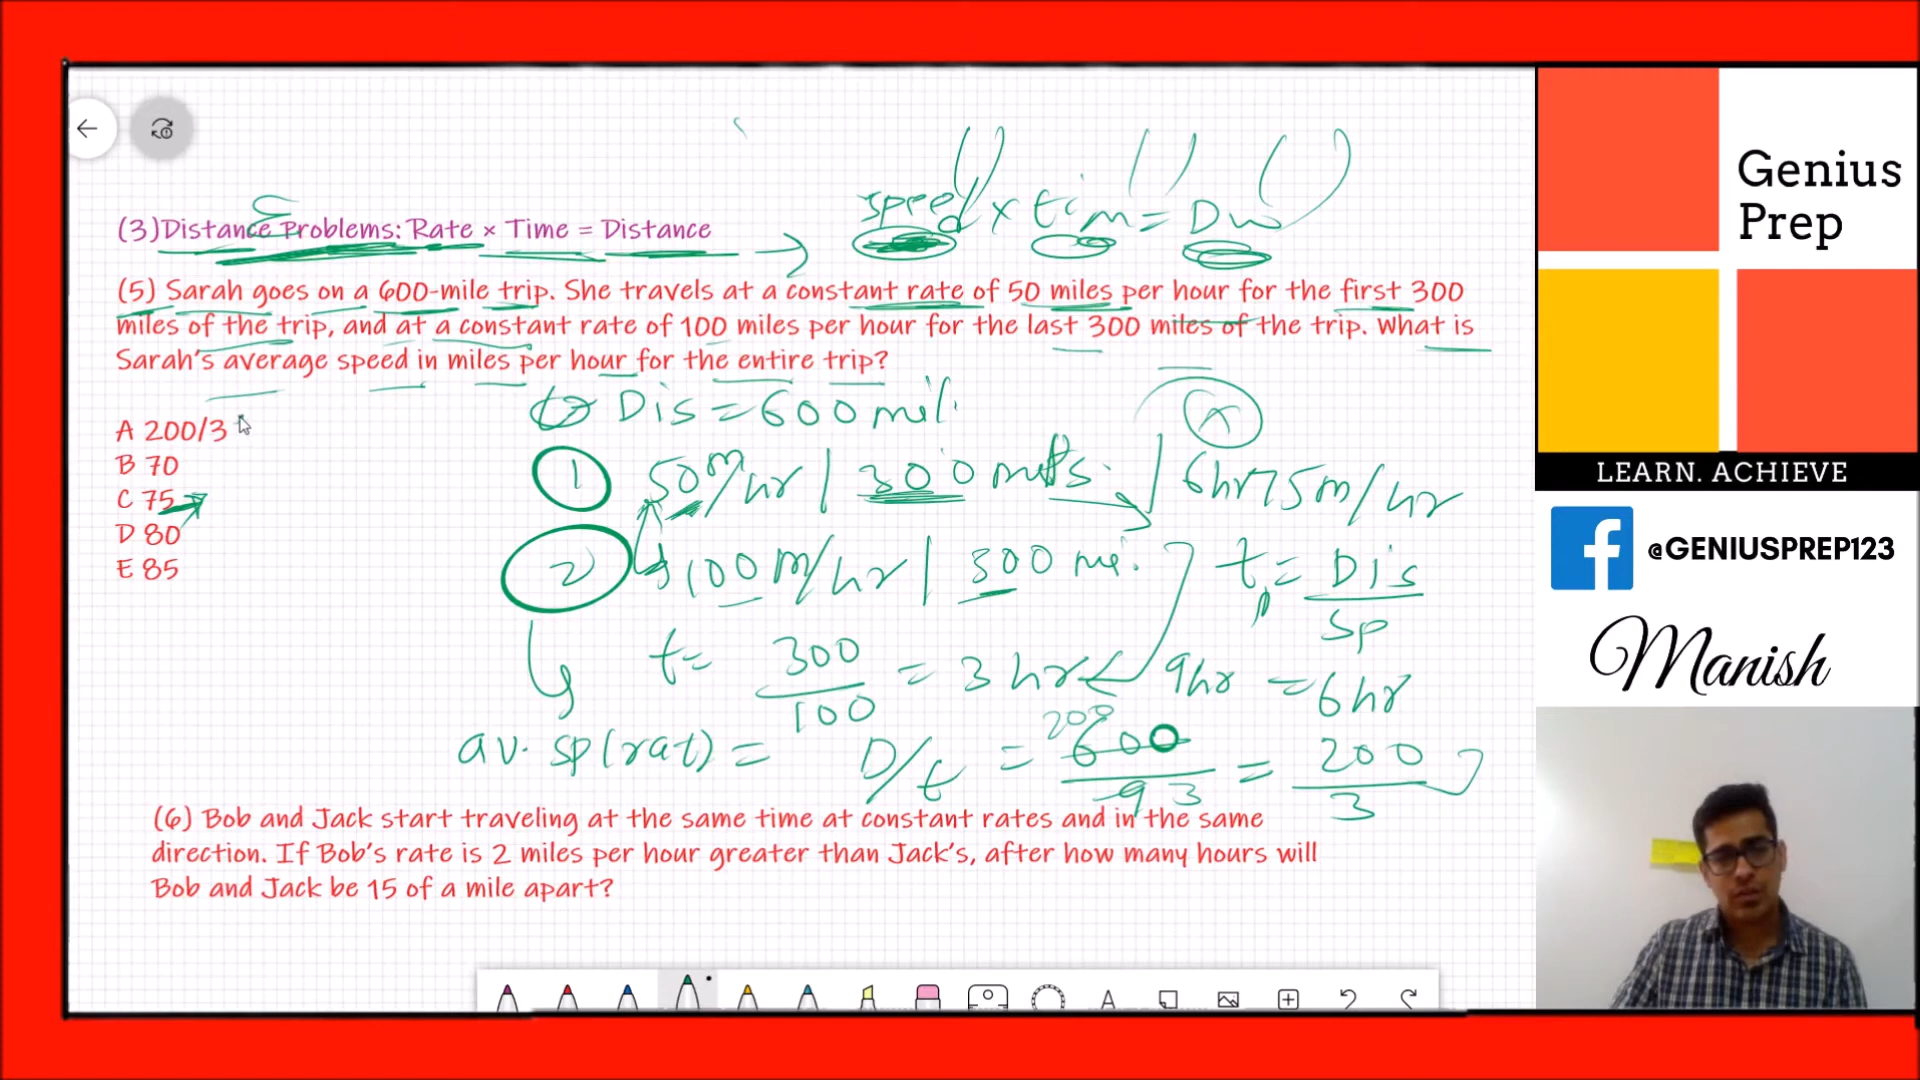 speed × time = Dis
(3)Distance Problems: Rate × Time = Distance
(5) Sarah goes on a 600-mile trip. She travels at a constant rate of 50 miles per hour for the first 300
miles of the trip, and at a constant rate of 100 miles per hour for the last 300 miles of the trip. What is
Sarah's average speed in miles per hour for the entire trip?
A 200/3
B 70
C 75
D 80
E 85
Dis = 600 mil.
x
1 50 m/hr | 300 miles. | 6hr 75m/hr
2 100 m/hr | 300 mi. t = Dis
Sp
t = 300
100
= 3 hr 9hr = 6 hr
av. sp(rat) = D/t = 600 200
9 3
= 200
3
(6) Bob and Jack start traveling at the same time at constant rates and in the same
direction. If Bob's rate is 2 miles per hour greater than Jack's, after how many hours will
Bob and Jack be 15 of a mile apart?
Genius
Prep
LEARN. ACHIEVE
f @GENIUSPREP123
Manish